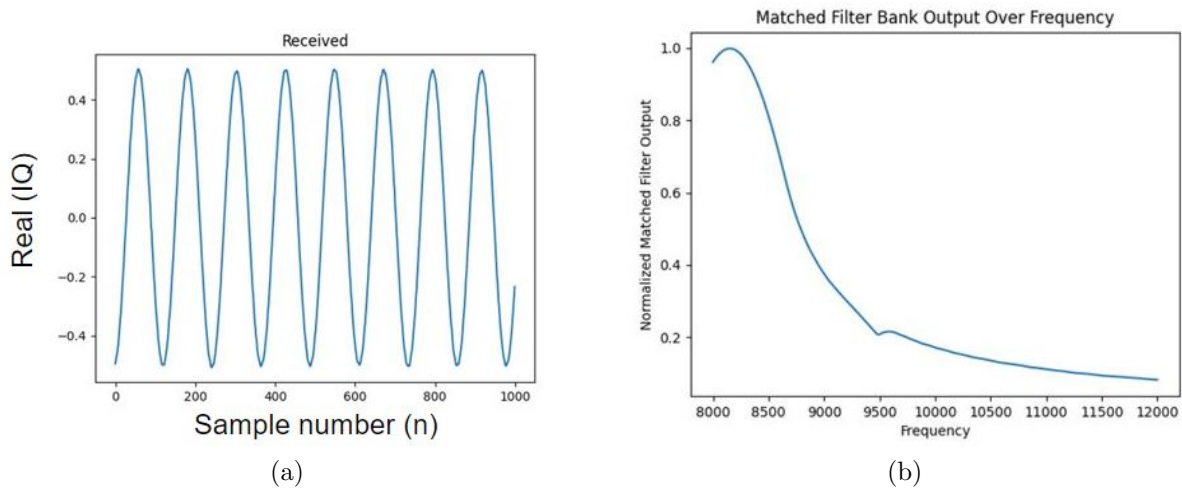 Received
Real (IQ)
0.4
0.2
0.0
−0.2
−0.4
0 200 400 600 800 1000
Sample number (n)
(a)
Matched Filter Bank Output Over Frequency
Normalized Matched Filter Output
1.0
0.8
0.6
0.4
0.2
8000 8500 9000 9500 10000 10500 11000 11500 12000
Frequency
(b)